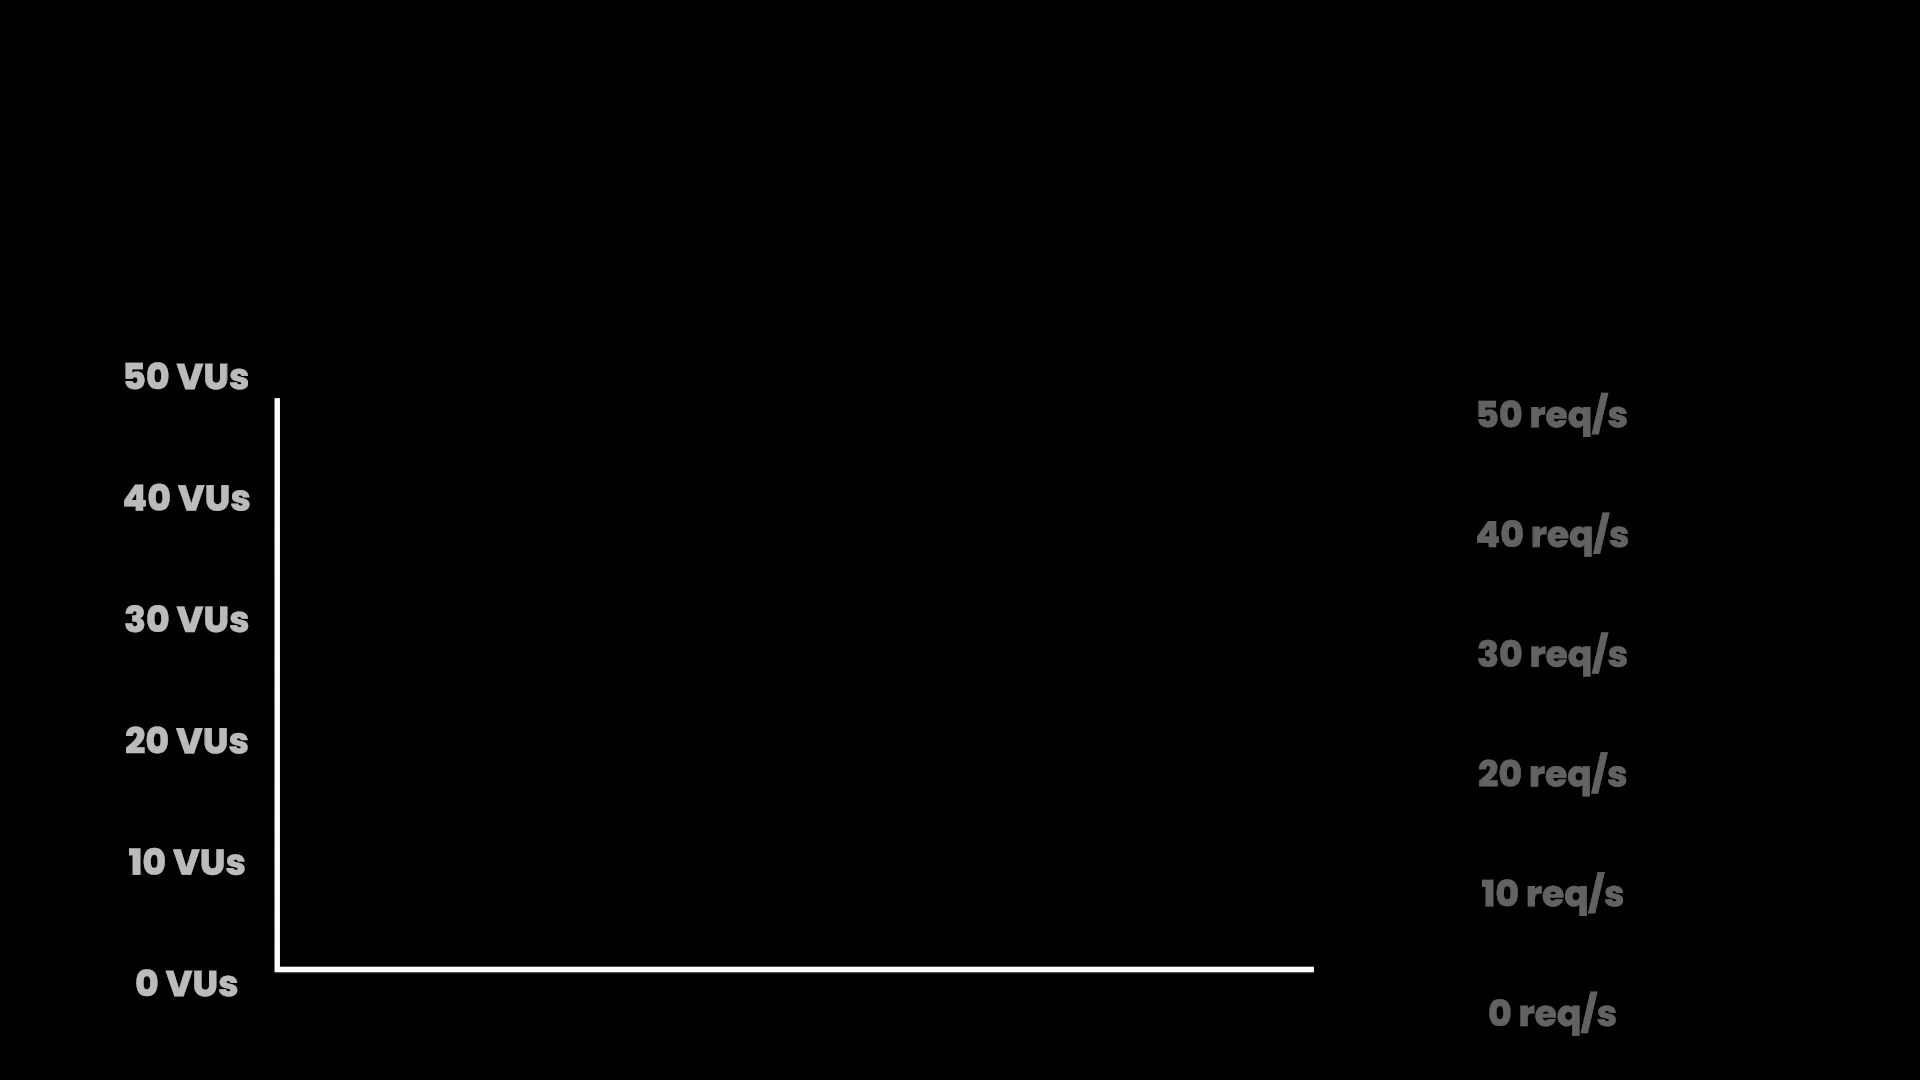 50 VUs
40 VUs
30 VUs
20 VUs
10 VUs
0 VUs
50 req/s
40 req/s
30 req/s
20 req/s
10 req/s
0 req/s